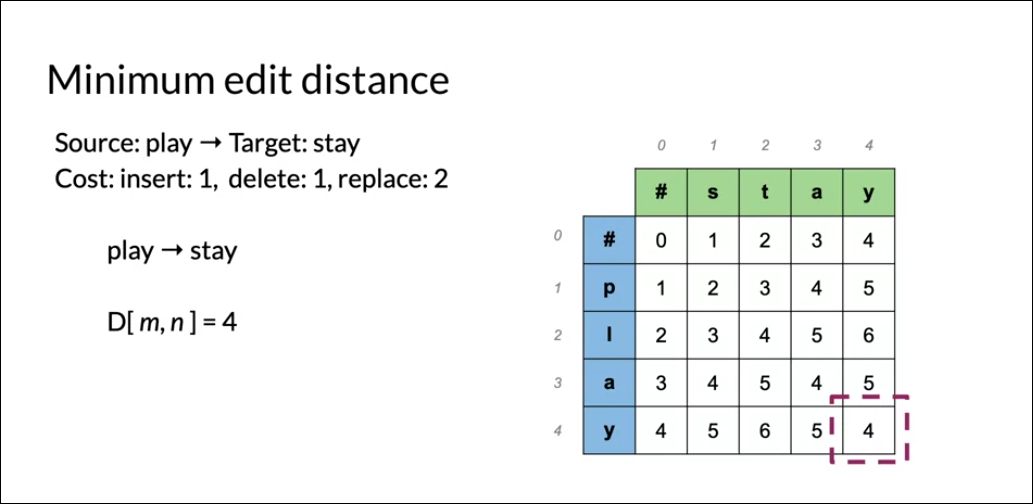 Minimum edit distance
Source: play → Target: stay
Cost: insert: 1, delete: 1, replace: 2
play → stay
D[ m, n ] = 4
0 1 2 3 4
# s t a y
0 # 0 1 2 3 4
1 p 1 2 3 4 5
2 l 2 3 4 5 6
3 a 3 4 5 4 5
4 y 4 5 6 5 4